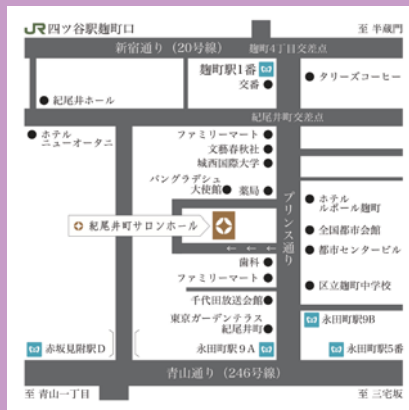 JR四ツ谷駅麹町口
至 半蔵門
新宿通り（20号線）
麹町4丁目交差点
麹町駅1番
交番
タリーズコーヒー
紀尾井ホール
紀尾井町交差点
ホテル
ニューオータニ
ファミリーマート
文藝春秋社
城西国際大学
バングラデシュ
大使館
薬局
プリンス通り
ホテル
ルポール麹町
紀尾井町サロンホール
全国都市会館
都市センタービル
← ← ←
歯科
ファミリーマート
区立麹町中学校
千代田放送会館
東京ガーデンテラス
紀尾井町
永田町駅9B
赤坂見附駅D
永田町駅9A
永田町駅5番
青山通り（246号線）
至 青山一丁目
至 三宅坂